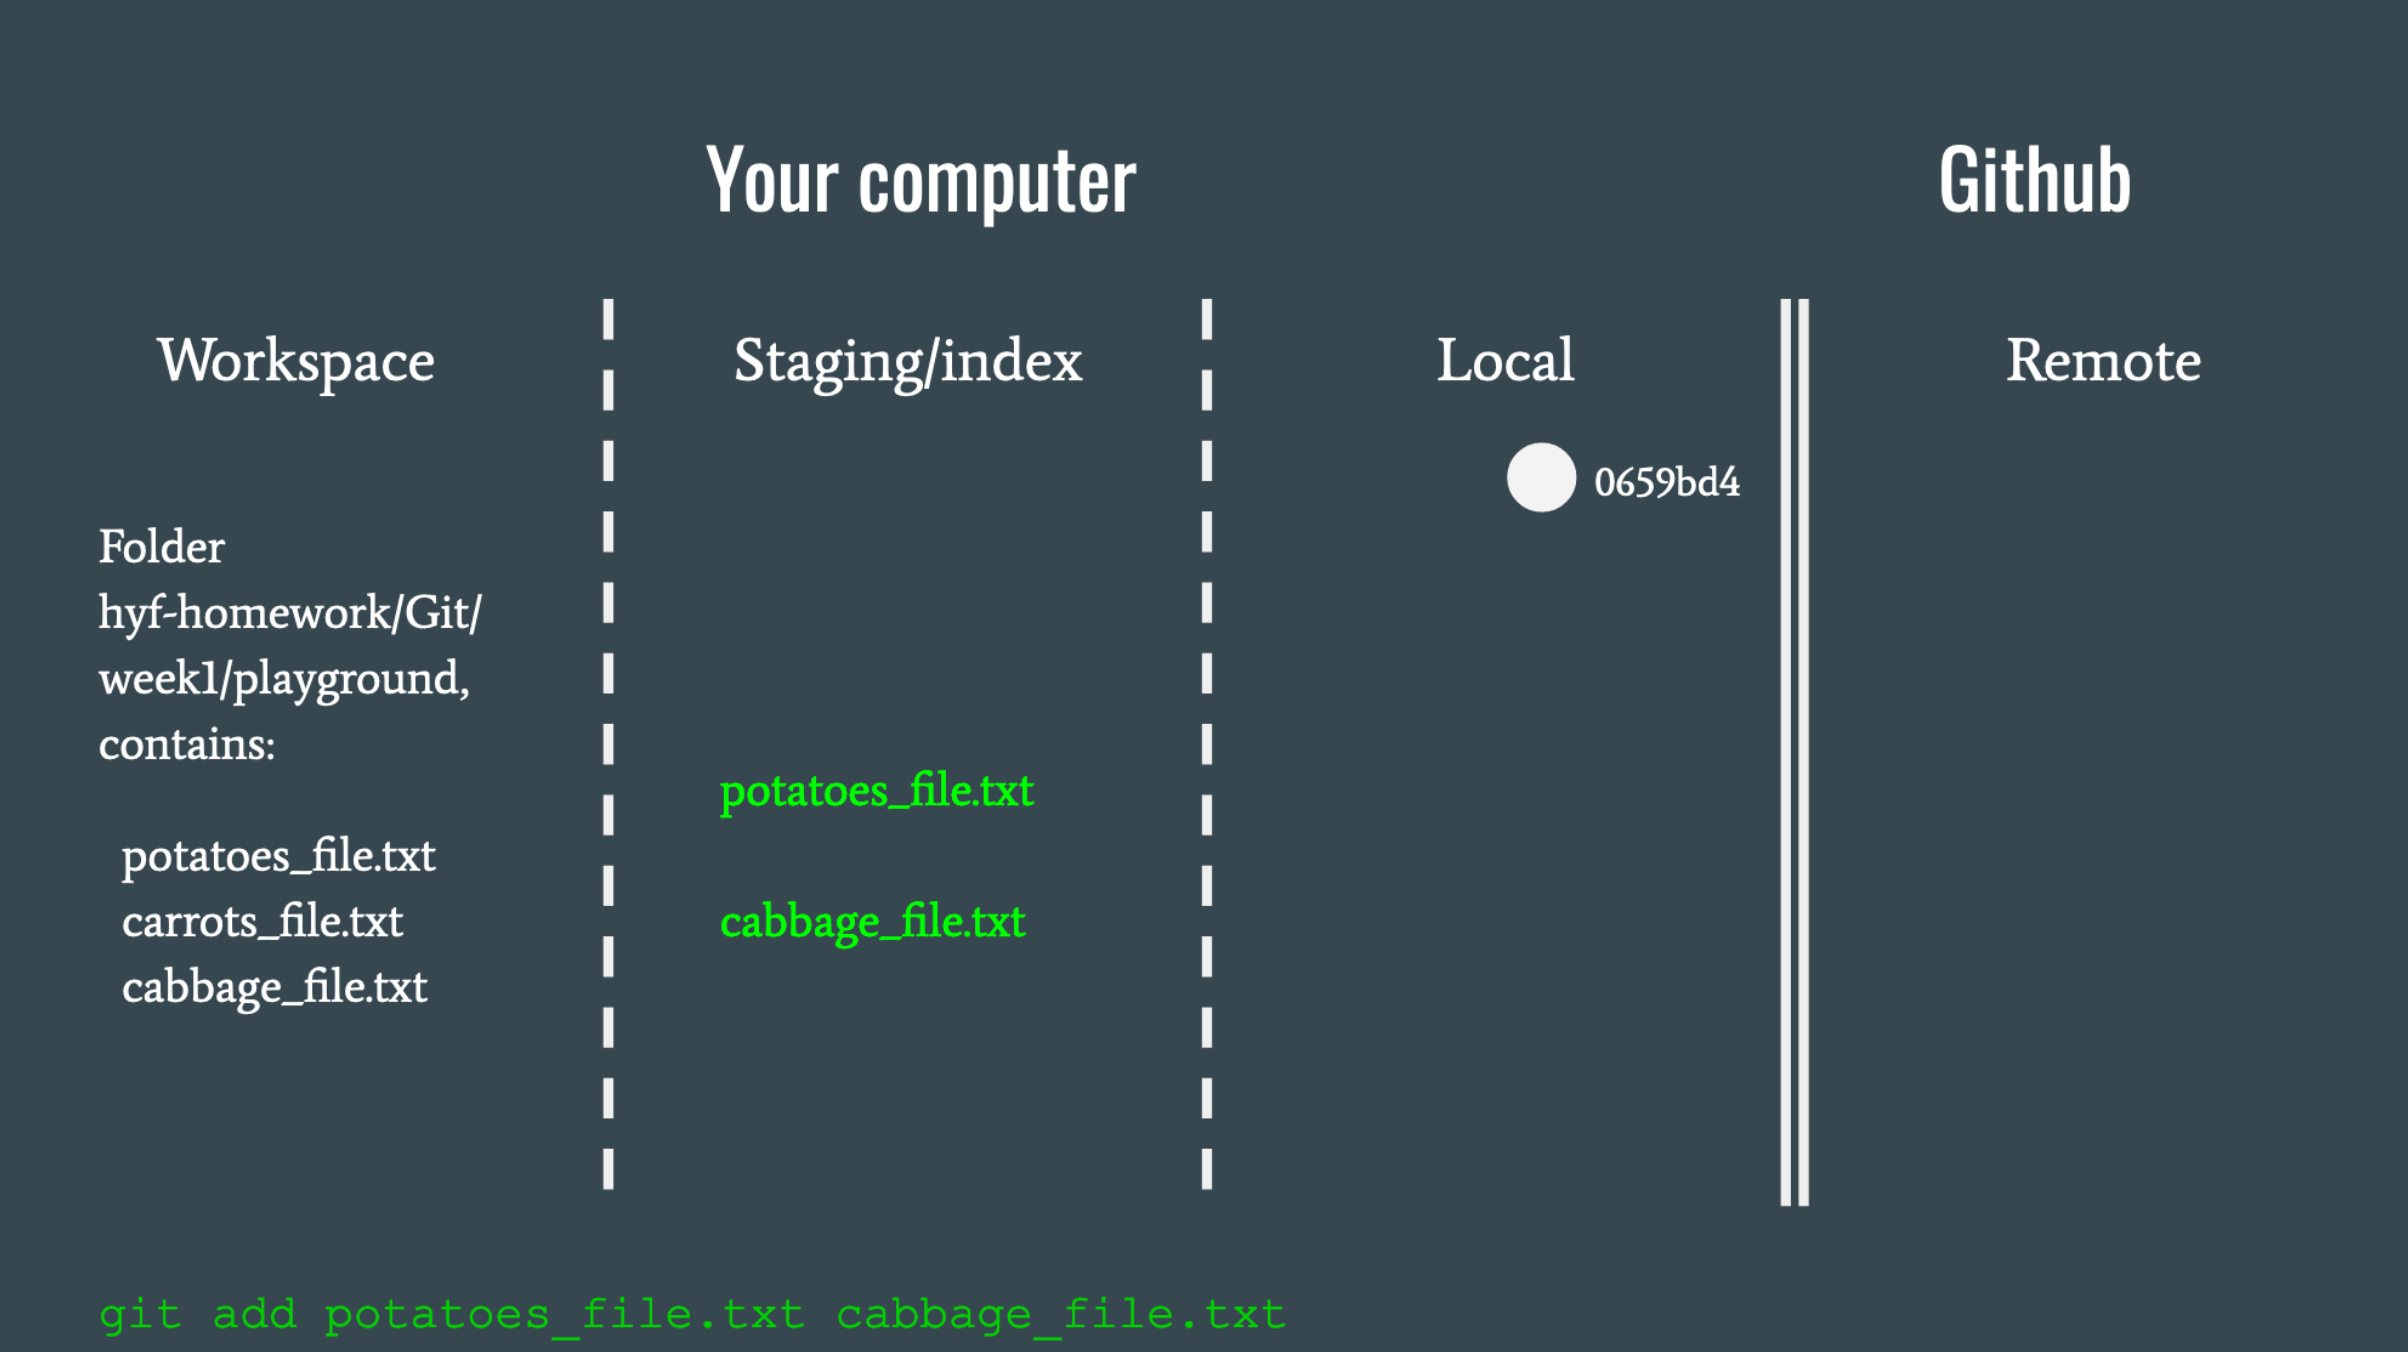 Your computer
Github
Workspace
Staging/index
Local
Remote
0659bd4
Folder
hyf-homework/Git/
week1/playground,
contains:
potatoes_file.txt
carrots_file.txt
cabbage_file.txt
potatoes_file.txt
cabbage_file.txt
git add potatoes_file.txt cabbage_file.txt